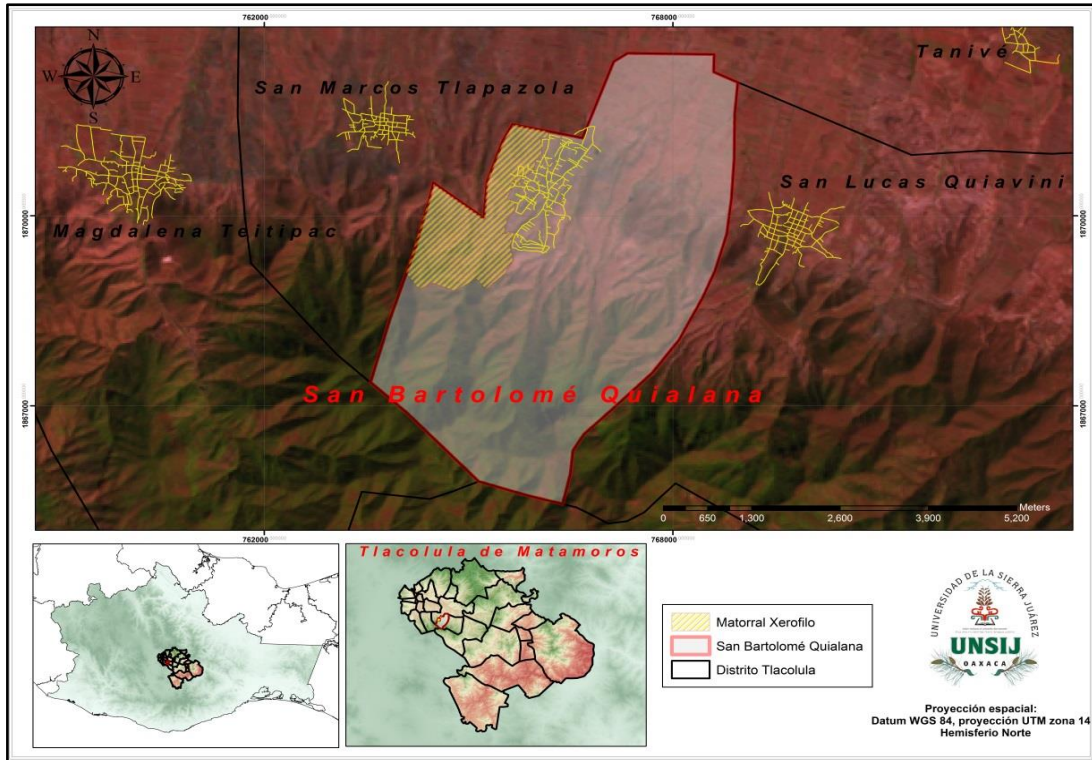 762000
768000
N
W
E
S
Tanivé
San Marcos Tlapazola
San Lucas Quiavini
Magdalena Teitipac
1870000
1870000
San Bartolomé Quialana
1867000
1867000
Meters
0 650 1,300 2,600 3,900 5,200
762000
768000
Tlacolula de Matamoros
Matorral Xerofilo
San Bartolomé Quialana
Distrito Tlacolula
UNIVERSIDAD DE LA SIERRA JUÁREZ
UNSIJ
OAXACA
Proyección espacial:
Datum WGS 84, proyección UTM zona 14
Hemisferio Norte